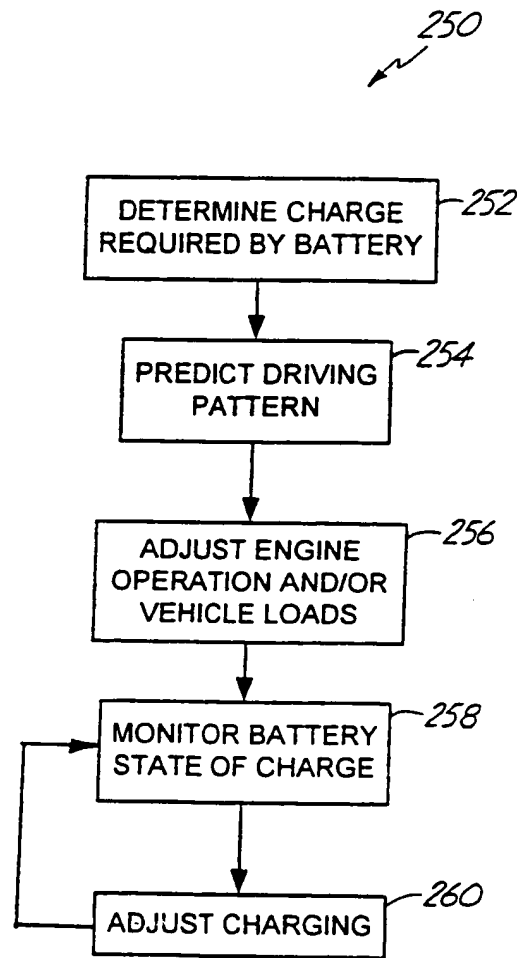 250
DETERMINE CHARGE
REQUIRED BY BATTERY
252
PREDICT DRIVING
PATTERN
254
ADJUST ENGINE
OPERATION AND/OR
VEHICLE LOADS
256
MONITOR BATTERY
STATE OF CHARGE
258
ADJUST CHARGING
260